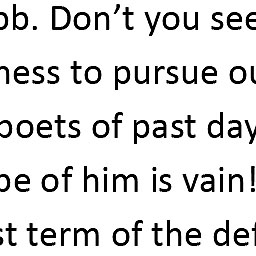 bb. Don’t you see
ness to pursue ou
poets of past day
pe of him is vain!
st term of the def